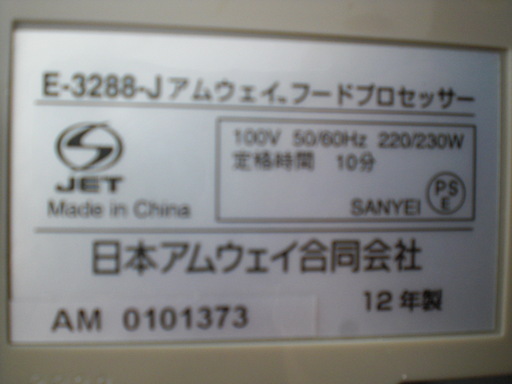 E-3288-J アムウェイ、フードプロセッサー
JET
Made in China
100V 50/60Hz 220/230W
定格時間 10分
SANYEI
PS
E
日本アムウェイ合同会社
AM 0101373
12年製